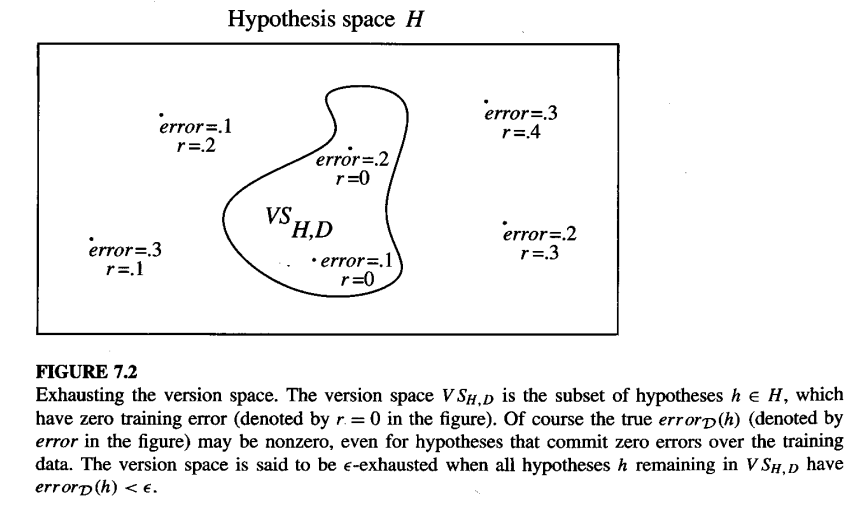 Hypothesis space H
error=.1
r=.2
error=.3
r=.4
error=.2
r=0
VS H,D
error=.2
r=.3
error=.3
r=.1
error=.1
r=0
FIGURE 7.2
Exhausting the version space. The version space VS_H,D is the subset of hypotheses h ∈ H, which
have zero training error (denoted by r = 0 in the figure). Of course the true error_D(h) (denoted by
error in the figure) may be nonzero, even for hypotheses that commit zero errors over the training
data. The version space is said to be ϵ-exhausted when all hypotheses h remaining in VS_H,D have
error_D(h) < ϵ.